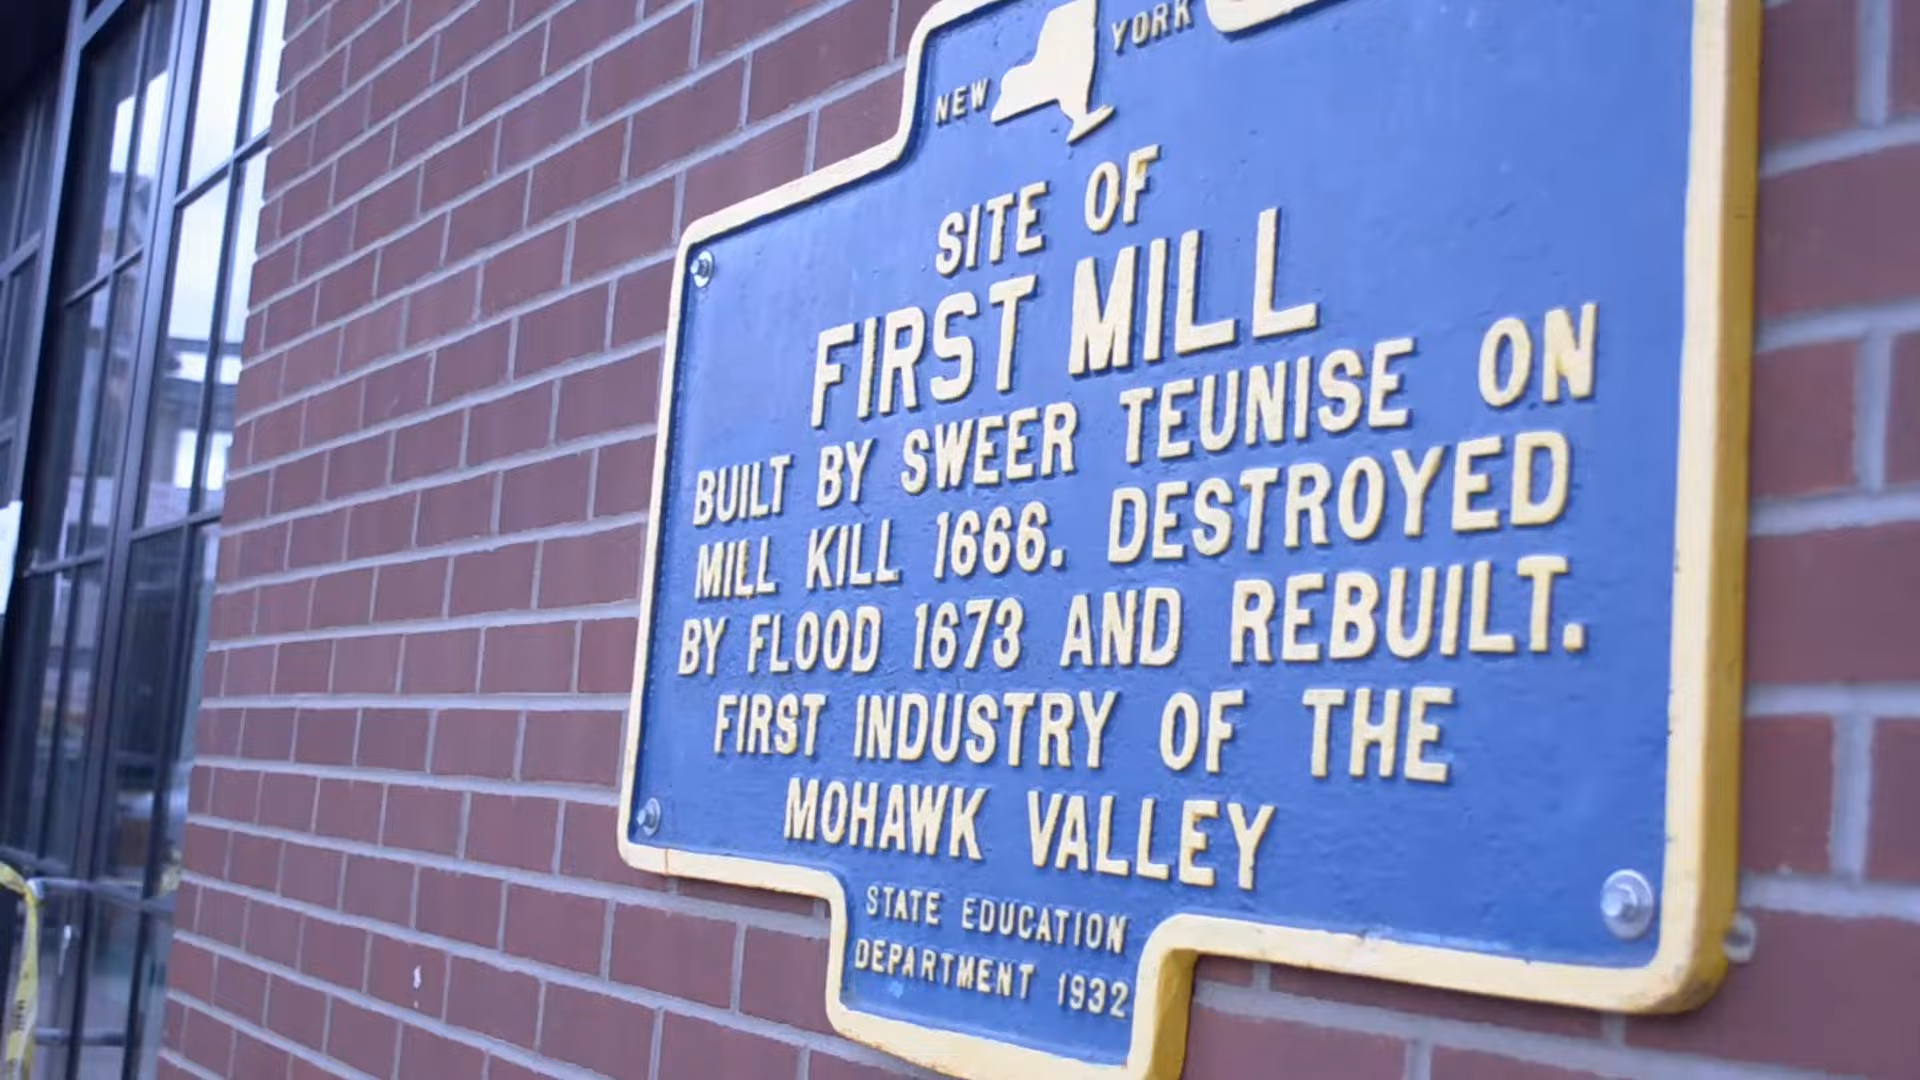 NEW YORK
SITE OF
FIRST MILL
BUILT BY SWEER TEUNISE ON
MILL KILL 1666. DESTROYED
BY FLOOD 1673 AND REBUILT.
FIRST INDUSTRY OF THE
MOHAWK VALLEY
STATE EDUCATION
DEPARTMENT 1932